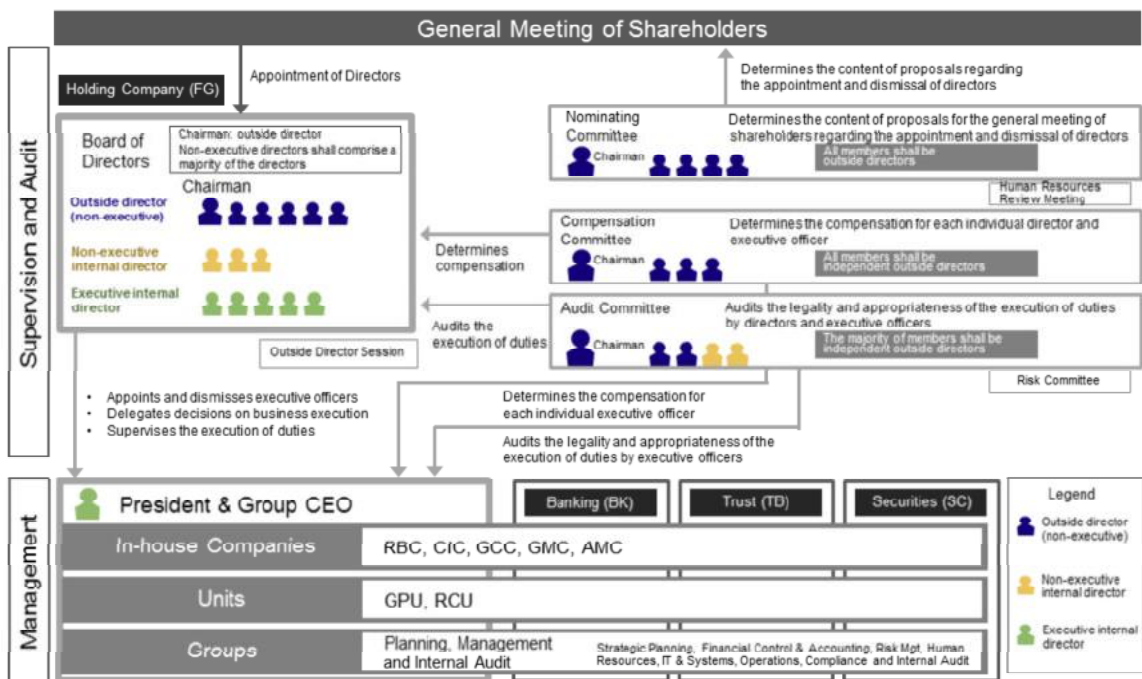 General Meeting of Shareholders
Supervision and Audit
Holding Company (FG)
Appointment of Directors
Determines the content of proposals regarding
the appointment and dismissal of directors
Board of
Directors
Chairman: outside director
Non-executive directors shall comprise a
majority of the directors
Chairman
Outside director
(non-executive)
Non-executive
internal director
Executive internal
director
Outside Director Session
Nominating
Committee
Chairman
Determines the content of proposals for the general meeting of
shareholders regarding the appointment and dismissal of directors
All members shall be
outside directors
Human Resources
Review Meeting
Determines
compensation
Compensation
Committee
Chairman
Determines the compensation for each individual director and
executive officer
All members shall be
independent outside directors
Audits the
execution of duties
Audit Committee
Chairman
Audits the legality and appropriateness of the execution of duties
by directors and executive officers
The majority of members shall be
independent outside directors
Risk Committee
• Appoints and dismisses executive officers
• Delegates decisions on business execution
• Supervises the execution of duties
Determines the compensation for
each individual executive officer
Audits the legality and appropriateness of the
execution of duties by executive officers
Management
President & Group CEO
Banking (BK)
Trust (TB)
Securities (SC)
In-house Companies
RBC, CIC, GCC, GMC, AMC
Units
GPU, RCU
Groups
Planning, Management
and Internal Audit
Strategic Planning, Financial Control & Accounting, Risk Mgt, Human
Resources, IT & Systems, Operations, Compliance and Internal Audit
Legend
Outside director
(non-executive)
Non-executive
internal director
Executive internal
director